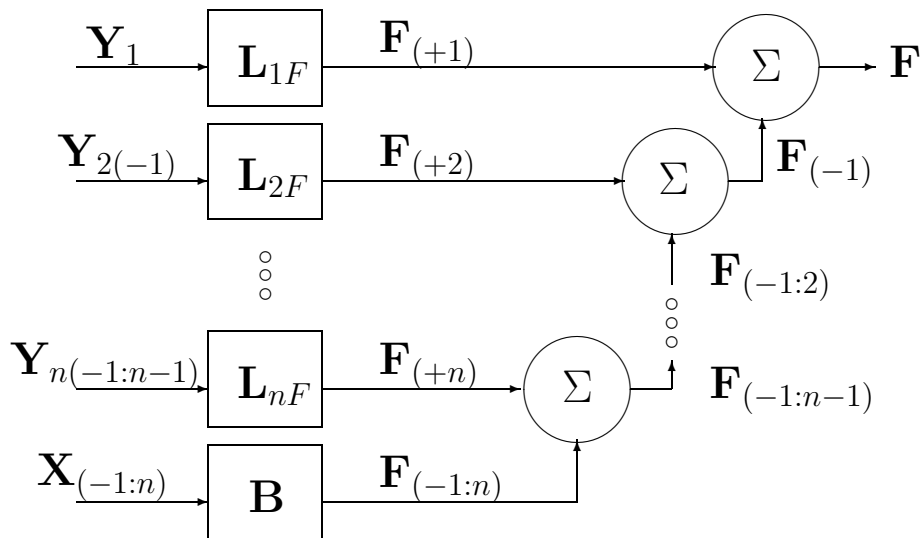 Y₁ L₁F F₍₊₁₎ Σ F
Y₂₍₋₁₎ L₂F F₍₊₂₎ Σ F₍₋₁₎
F₍₋₁:₂₎
Yₙ₍₋₁:ₙ₋₁₎ LₙF F₍₊ₙ₎ Σ F₍₋₁:ₙ₋₁₎
X₍₋₁:ₙ₎ B F₍₋₁:ₙ₎